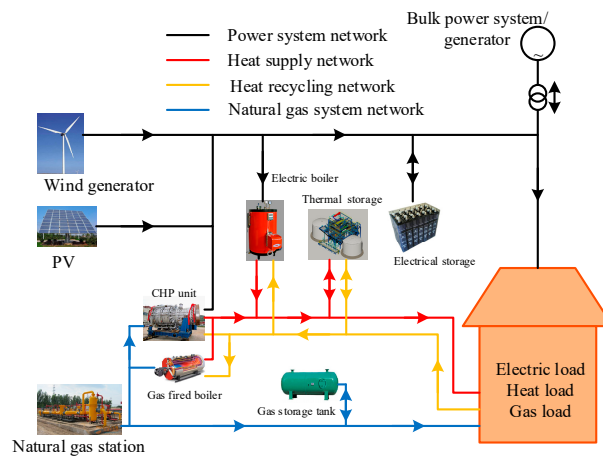 Bulk power system/
generator
~
Power system network
Heat supply network
Heat recycling network
Natural gas system network
Wind generator
Electric boiler
Thermal storage
PV
Electrical storage
CHP unit
Gas fired boiler
Gas storage tank
Electric load
Heat load
Gas load
Natural gas station